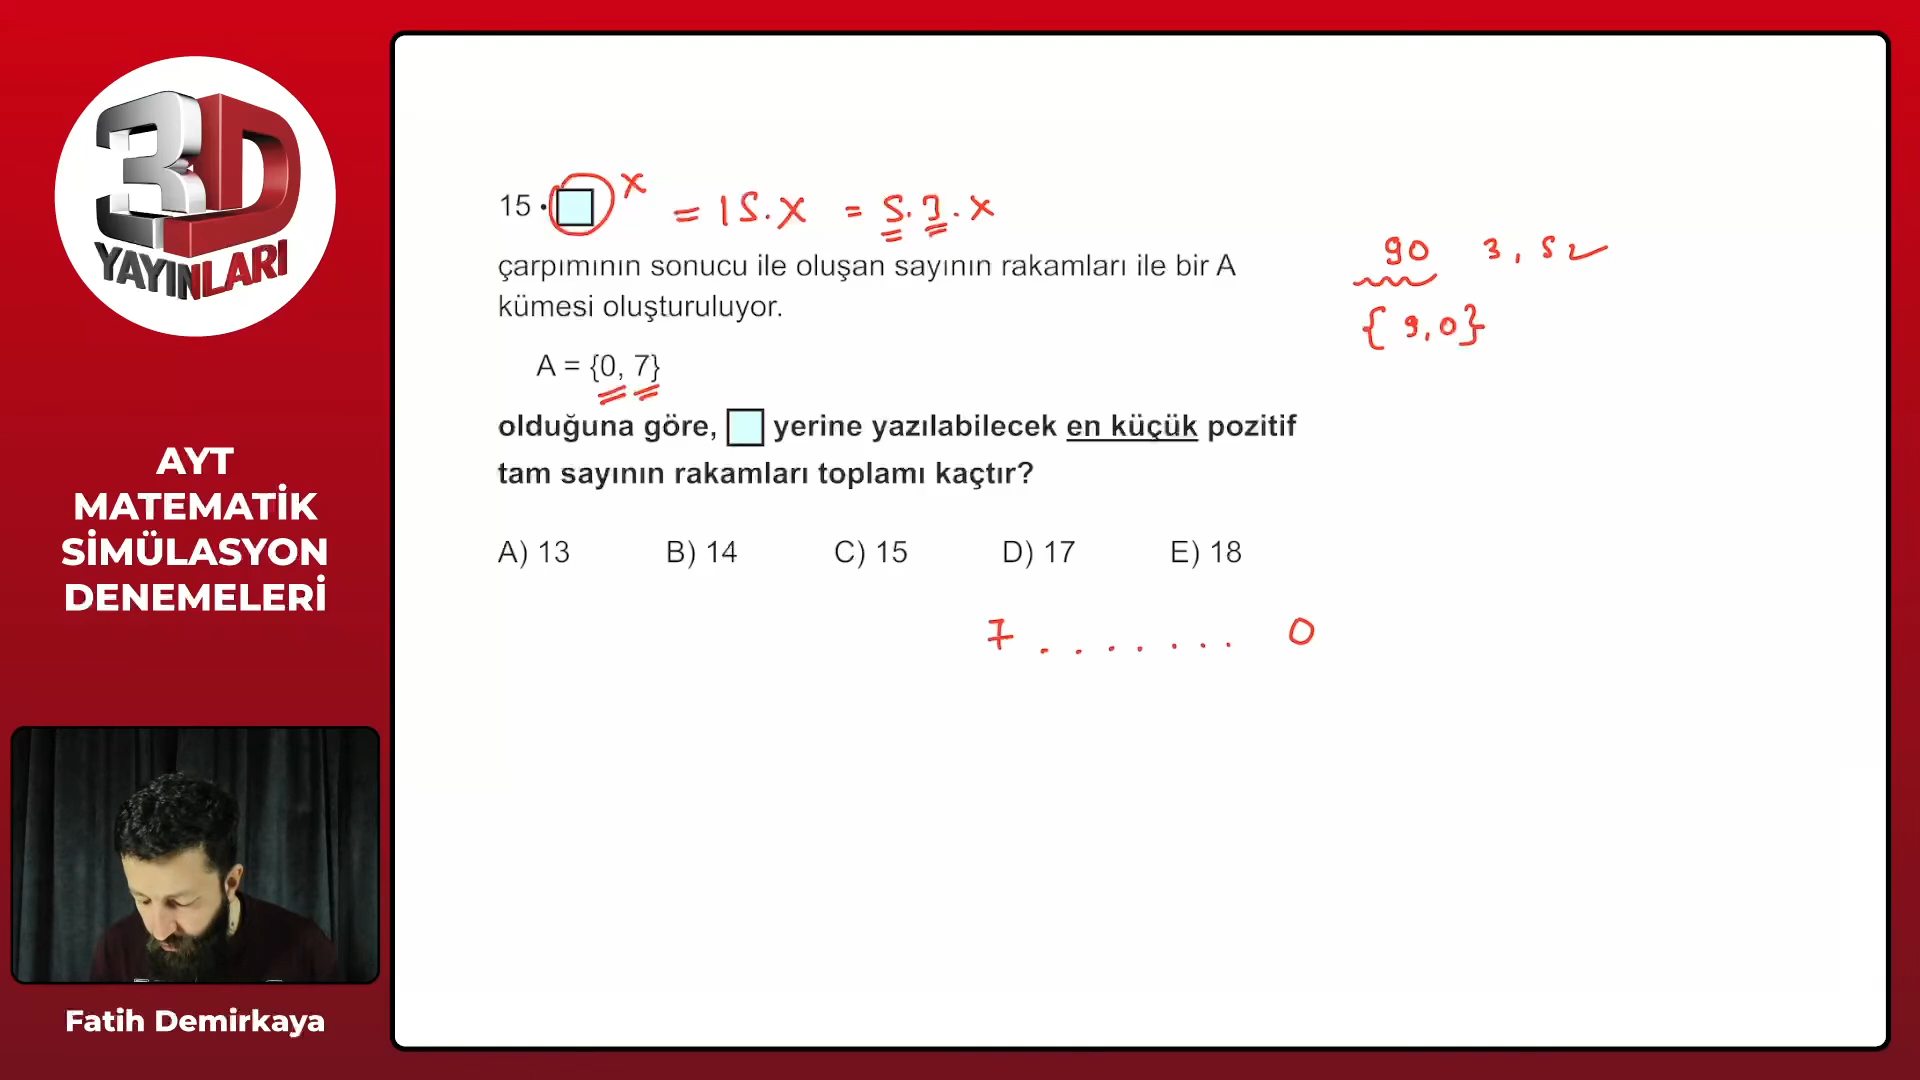 3D
YAYINLARI
AYT
MATEMATİK
SİMÜLASYON
DENEMELERİ
Fatih Demirkaya
15 · □ x = 15.x = 5.3.x
çarpımının sonucu ile oluşan sayının rakamları ile bir A
kümesi oluşturuluyor.
A = {0, 7}
olduğuna göre, □ yerine yazılabilecek en küçük pozitif
tam sayının rakamları toplamı kaçtır?
A) 13 B) 14 C) 15 D) 17 E) 18
90 3, 5 ✓
{ 9, 0 }
7 . . . . . . . 0